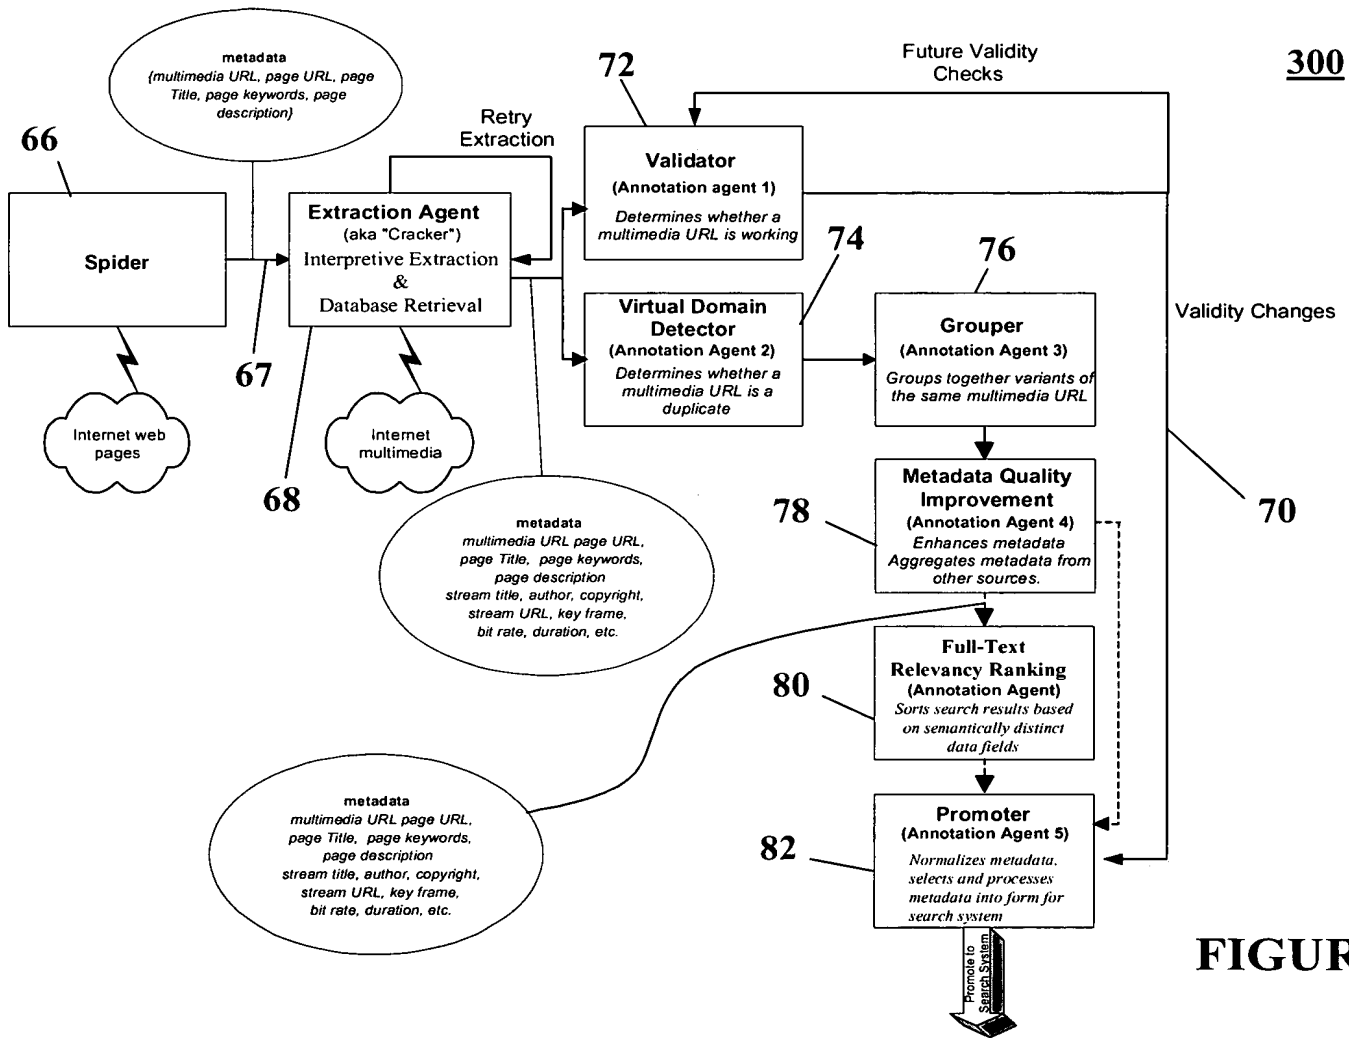 metadata
{multimedia URL, page URL, page
Title, page keywords, page
description}
72
Future Validity
Checks
300
66
Retry
Extraction
Spider
67
Extraction Agent
(aka "Cracker")
Interpretive Extraction
&
Database Retrieval
68
Validator
(Annotation agent 1)
Determines whether a
multimedia URL is working
74
Virtual Domain
Detector
(Annotation Agent 2)
Determines whether a
multimedia URL is a
duplicate
76
Grouper
(Annotation Agent 3)
Groups together variants of
the same multimedia URL
Validity Changes
70
Internet web
pages
Internet
multimedia
metadata
multimedia URL page URL,
page Title, page keywords,
page description
stream title, author, copyright,
stream URL, key frame,
bit rate, duration, etc.
78
Metadata Quality
Improvement
(Annotation Agent 4)
Enhances metadata
Aggregates metadata from
other sources.
80
Full-Text
Relevancy Ranking
(Annotation Agent)
Sorts search results based
on semantically distinct
data fields
metadata
multimedia URL page URL,
page Title, page keywords,
page description
stream title, author, copyright,
stream URL, key frame,
bit rate, duration, etc.
82
Promoter
(Annotation Agent 5)
Normalizes metadata,
selects and processes
metadata into form for
search system
Promote to
Search System
FIGUR